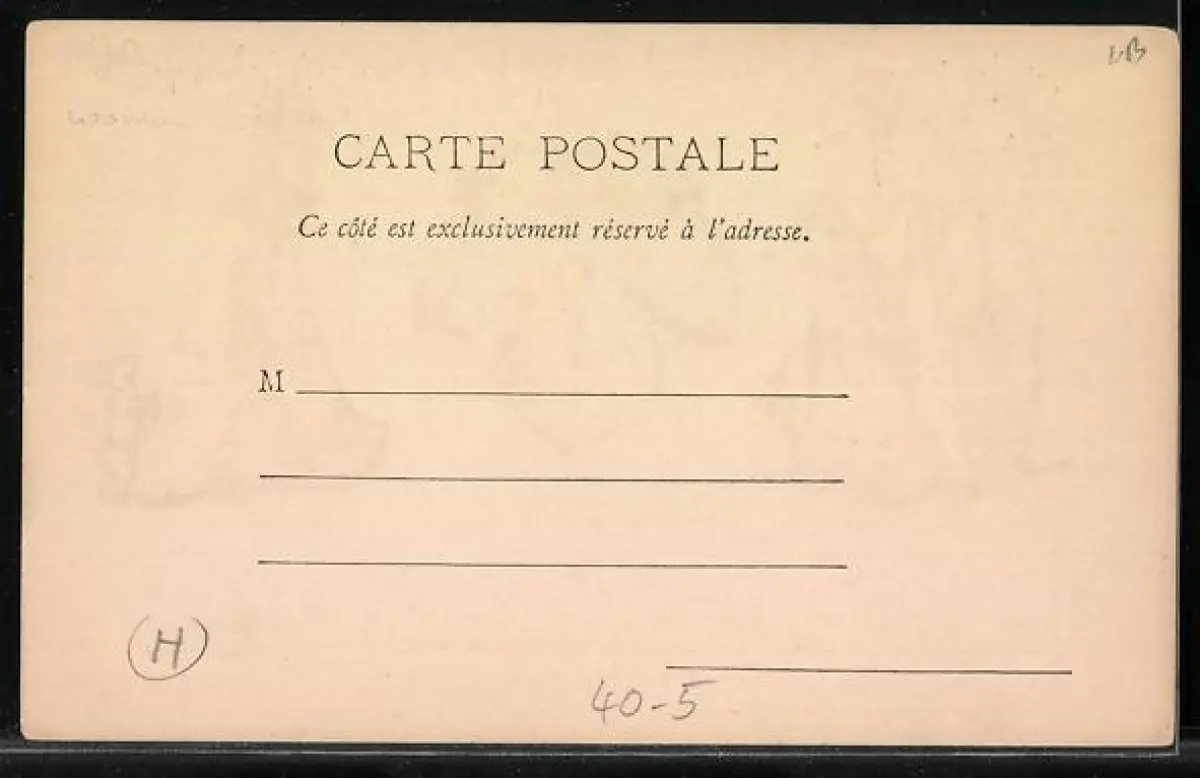 CARTE POSTALE
Ce côté est exclusivement réservé à l'adresse.
M
H
40-5